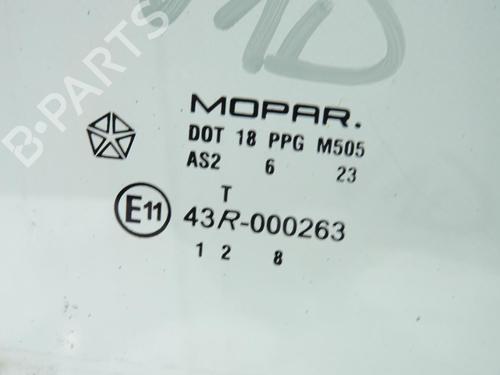 B-PARTS
MOPAR.
DOT 18 PPG M505
AS2 6 23
T
E11 43R-000263
1 2 8